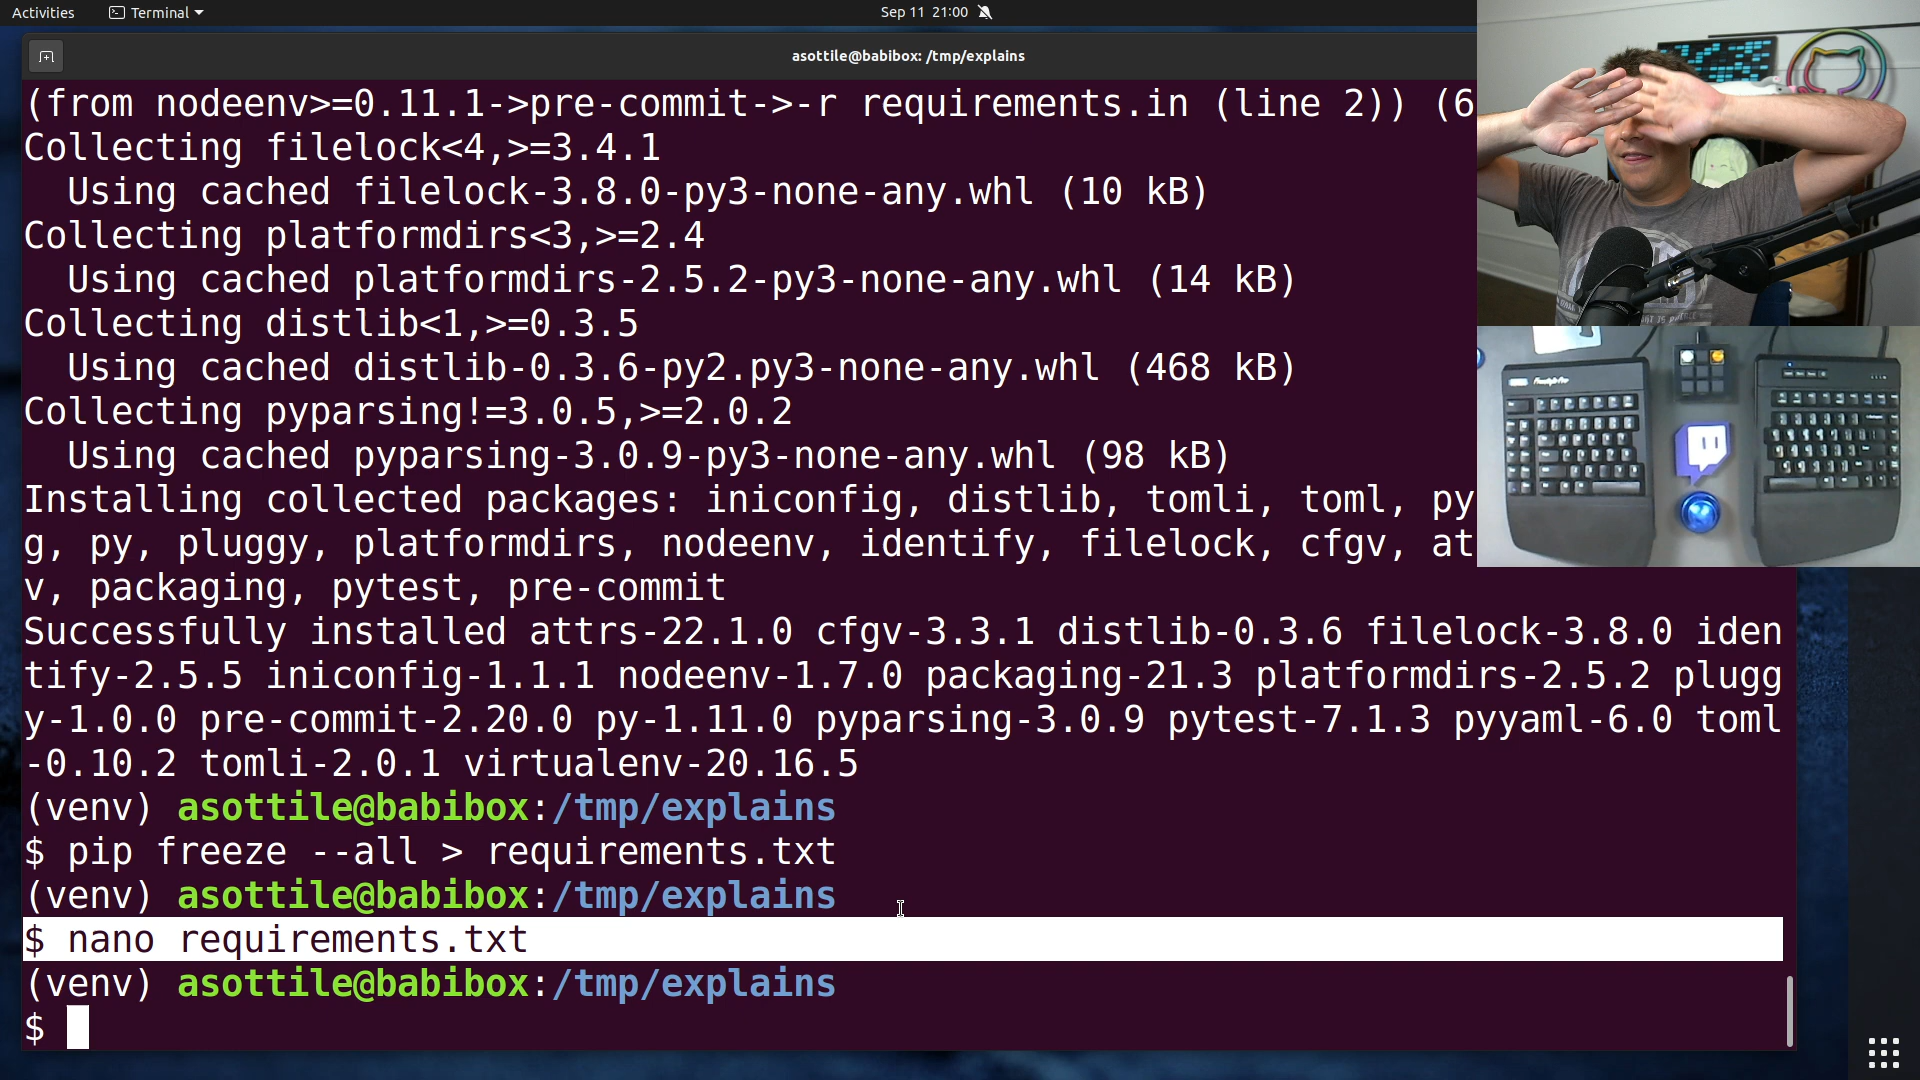 Activities
Terminal
Sep 11 21:00
asottile@babibox: /tmp/explains
(from nodeenv>=0.11.1->pre-commit->-r requirements.in (line 2)) (6
Collecting filelock<4,>=3.4.1
  Using cached filelock-3.8.0-py3-none-any.whl (10 kB)
Collecting platformdirs<3,>=2.4
  Using cached platformdirs-2.5.2-py3-none-any.whl (14 kB)
Collecting distlib<1,>=0.3.5
  Using cached distlib-0.3.6-py2.py3-none-any.whl (468 kB)
Collecting pyparsing!=3.0.5,>=2.0.2
  Using cached pyparsing-3.0.9-py3-none-any.whl (98 kB)
Installing collected packages: iniconfig, distlib, tomli, toml, py
g, py, pluggy, platformdirs, nodeenv, identify, filelock, cfgv, at
v, packaging, pytest, pre-commit
Successfully installed attrs-22.1.0 cfgv-3.3.1 distlib-0.3.6 filelock-3.8.0 iden
tify-2.5.5 iniconfig-1.1.1 nodeenv-1.7.0 packaging-21.3 platformdirs-2.5.2 plugg
y-1.0.0 pre-commit-2.20.0 py-1.11.0 pyparsing-3.0.9 pytest-7.1.3 pyyaml-6.0 toml
-0.10.2 tomli-2.0.1 virtualenv-20.16.5
(venv) asottile@babibox:/tmp/explains
$ pip freeze --all > requirements.txt
(venv) asottile@babibox:/tmp/explains
$ nano requirements.txt
(venv) asottile@babibox:/tmp/explains
$